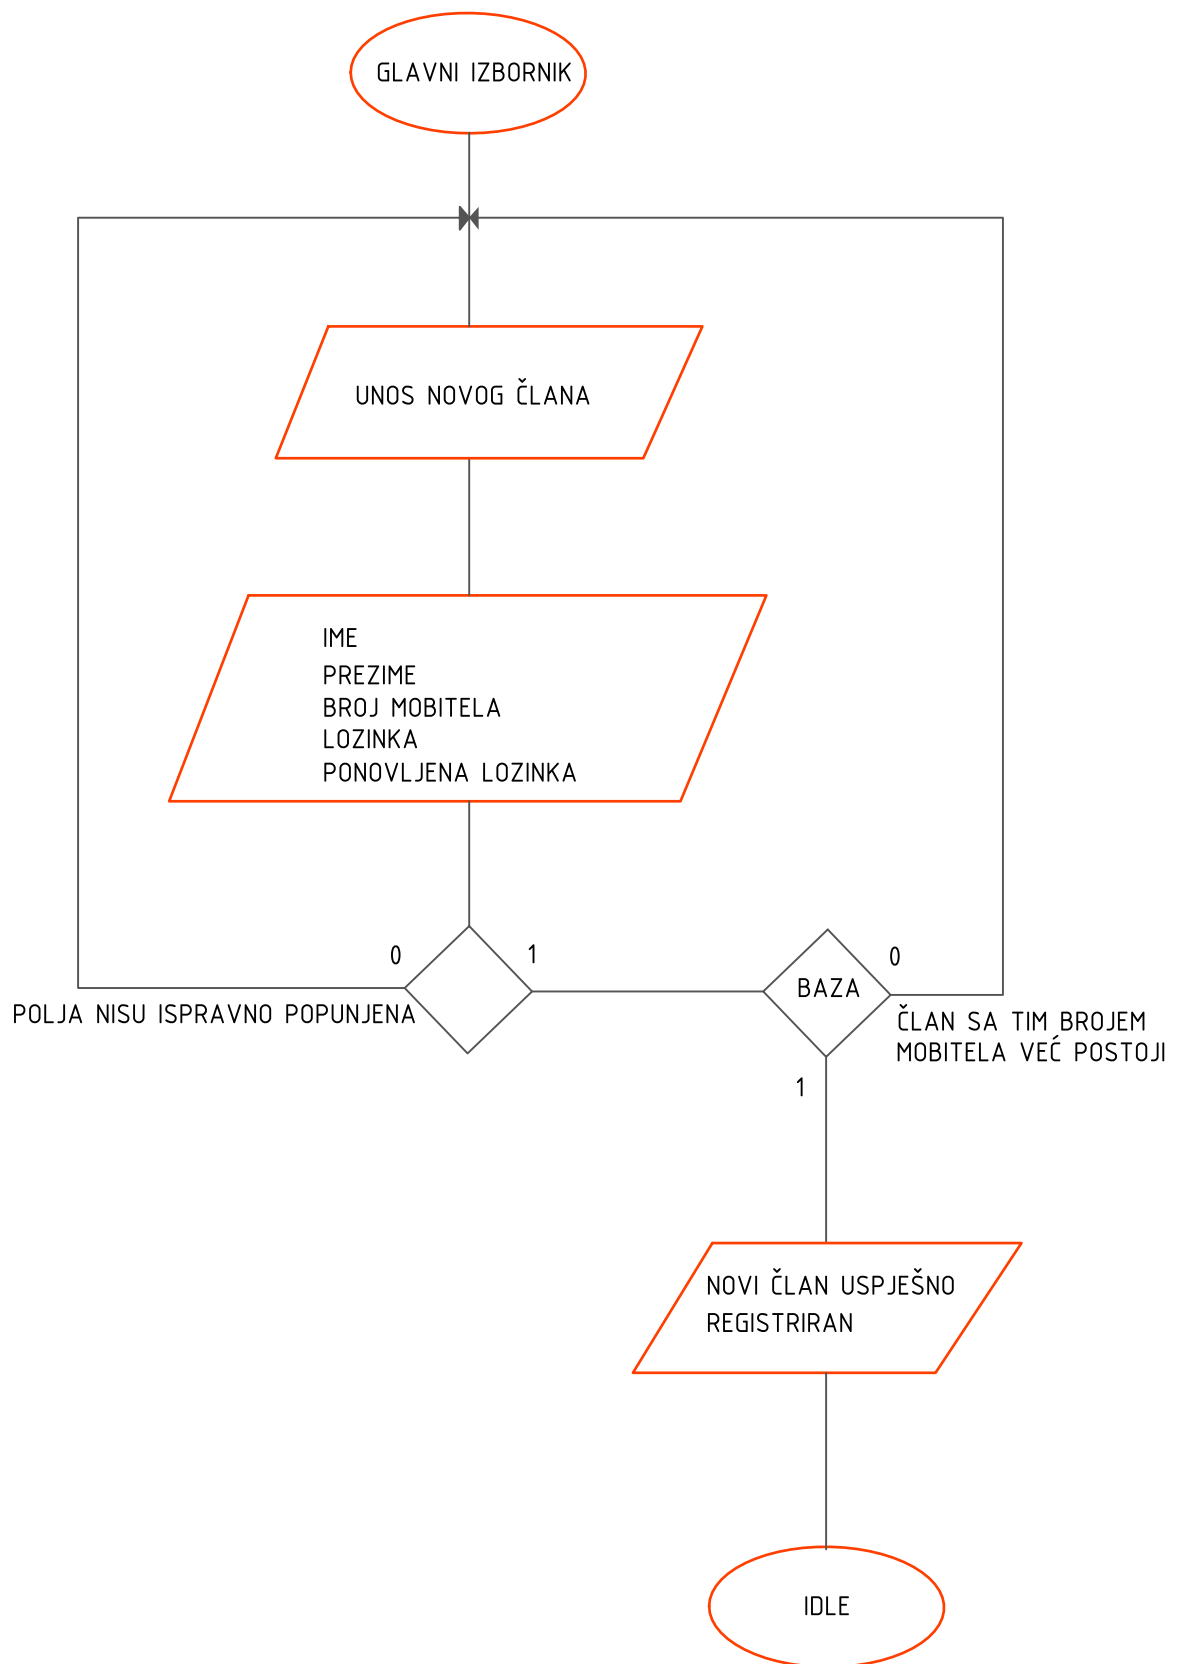 GLAVNI IZBORNIK
UNOS NOVOG ČLANA
IME
PREZIME
BROJ MOBITELA
LOZINKA
PONOVLJENA LOZINKA
0
1
POLJA NISU ISPRAVNO POPUNJENA
BAZA
0
ČLAN SA TIM BROJEM
MOBITELA VEĆ POSTOJI
1
NOVI ČLAN USPJEŠNO
REGISTRIRAN
IDLE